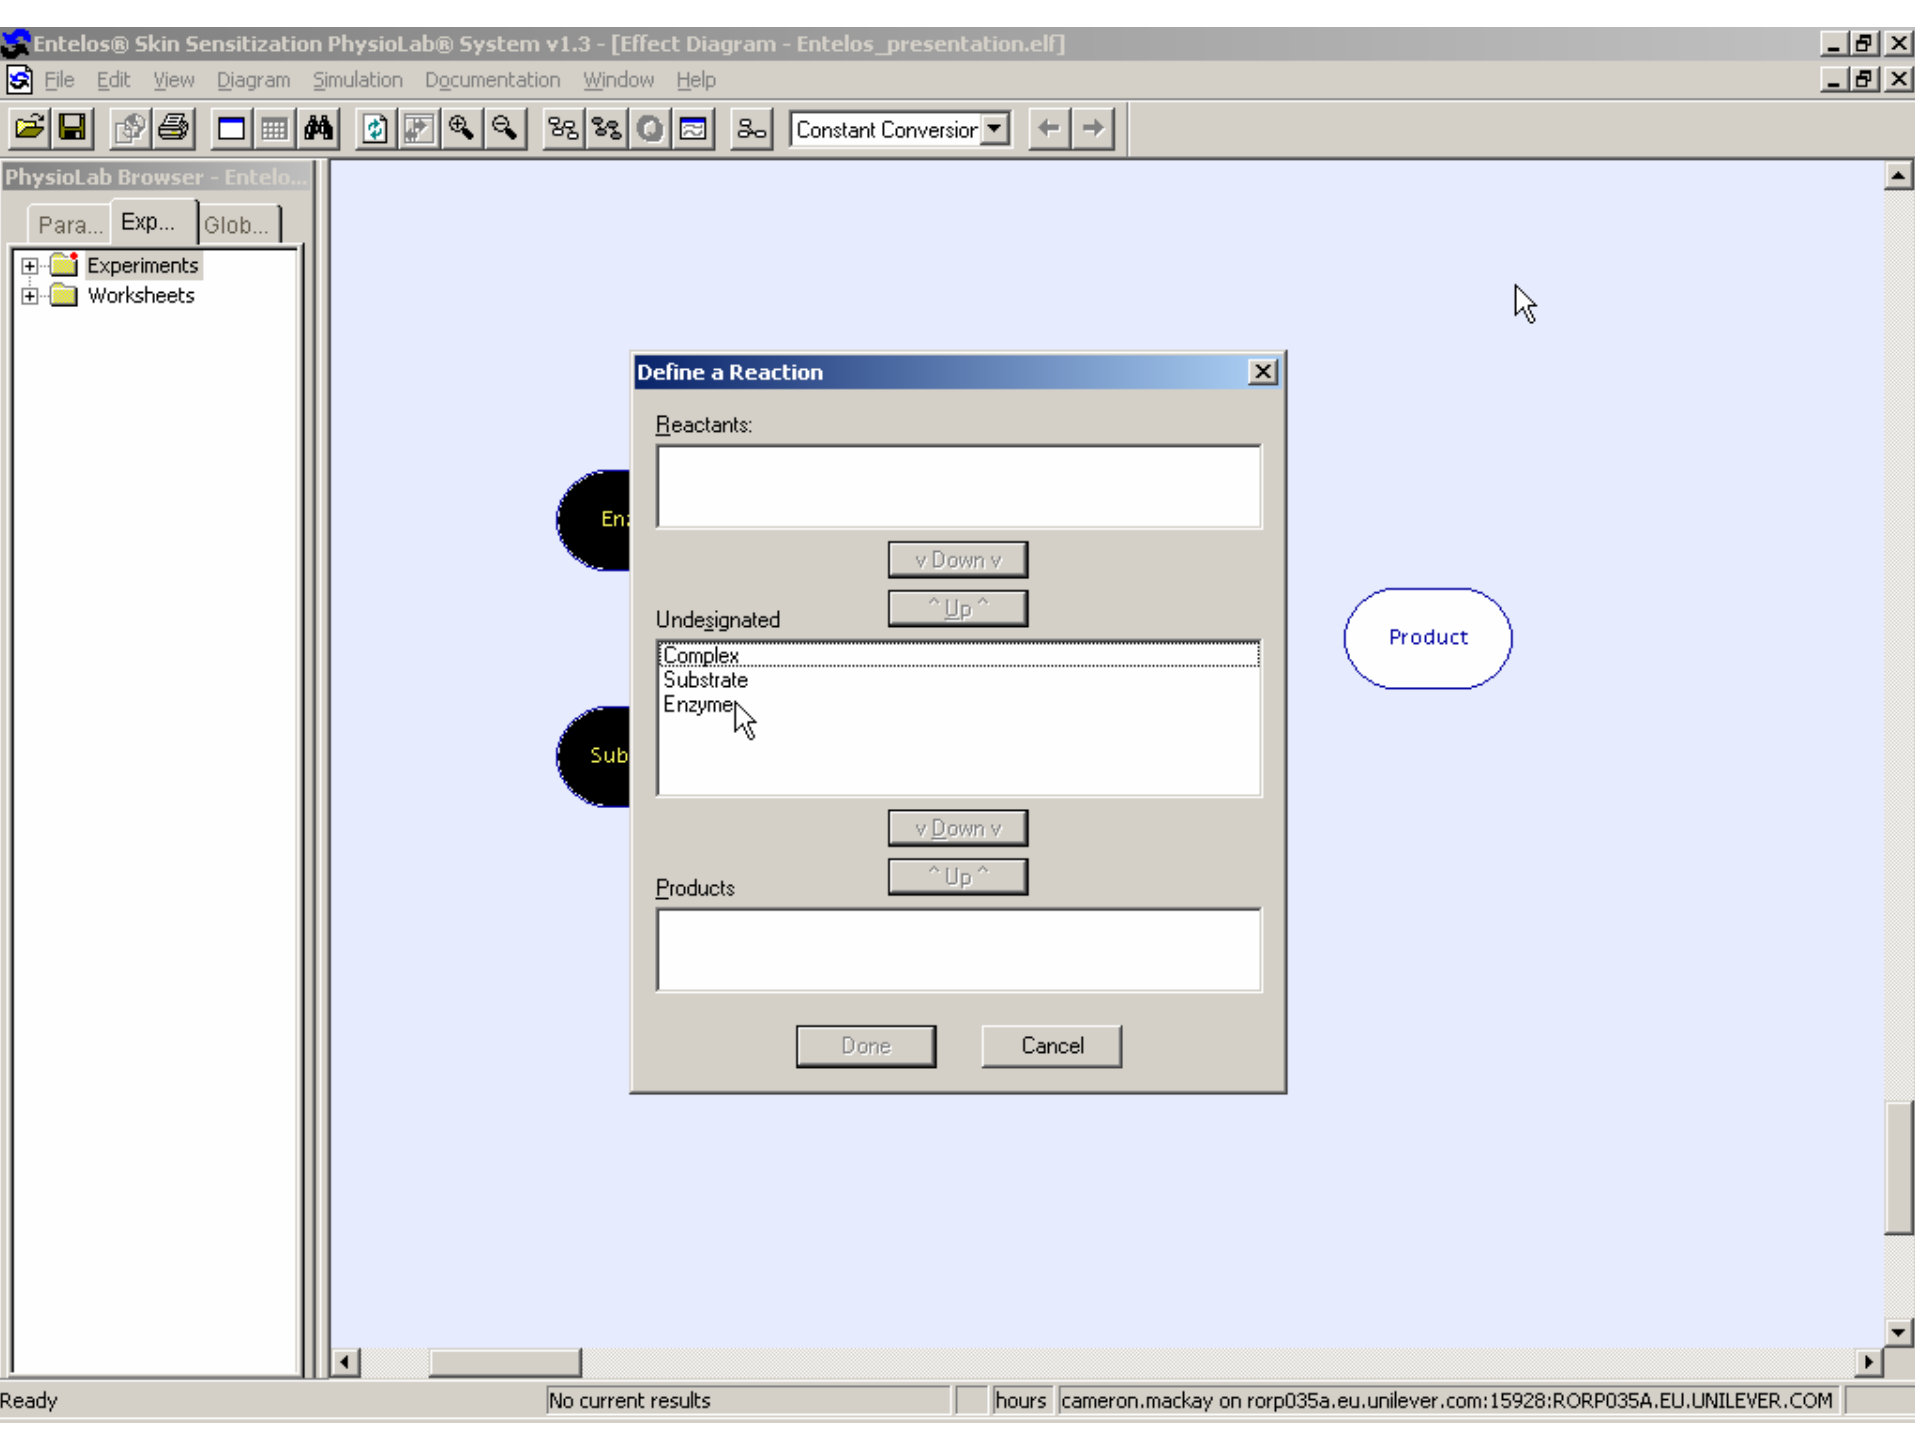 Entelos® Skin Sensitization PhysioLab® System v1.3 - [Effect Diagram - Entelos_presentation.elf]
File Edit View Diagram Simulation Documentation Window Help
Constant Conversior
PhysioLab Browser - Entelo...
Para... Exp... Glob...
Experiments
Worksheets
Define a Reaction
Reactants:
v Down v
^ Up ^
Undesignated
Complex
Substrate
Enzyme
v Down v
^ Up ^
Products
Done Cancel
Enz
Sub
Product
Ready No current results hours cameron.mackay on rorp035a.eu.unilever.com:15928:RORP035A.EU.UNILEVER.COM